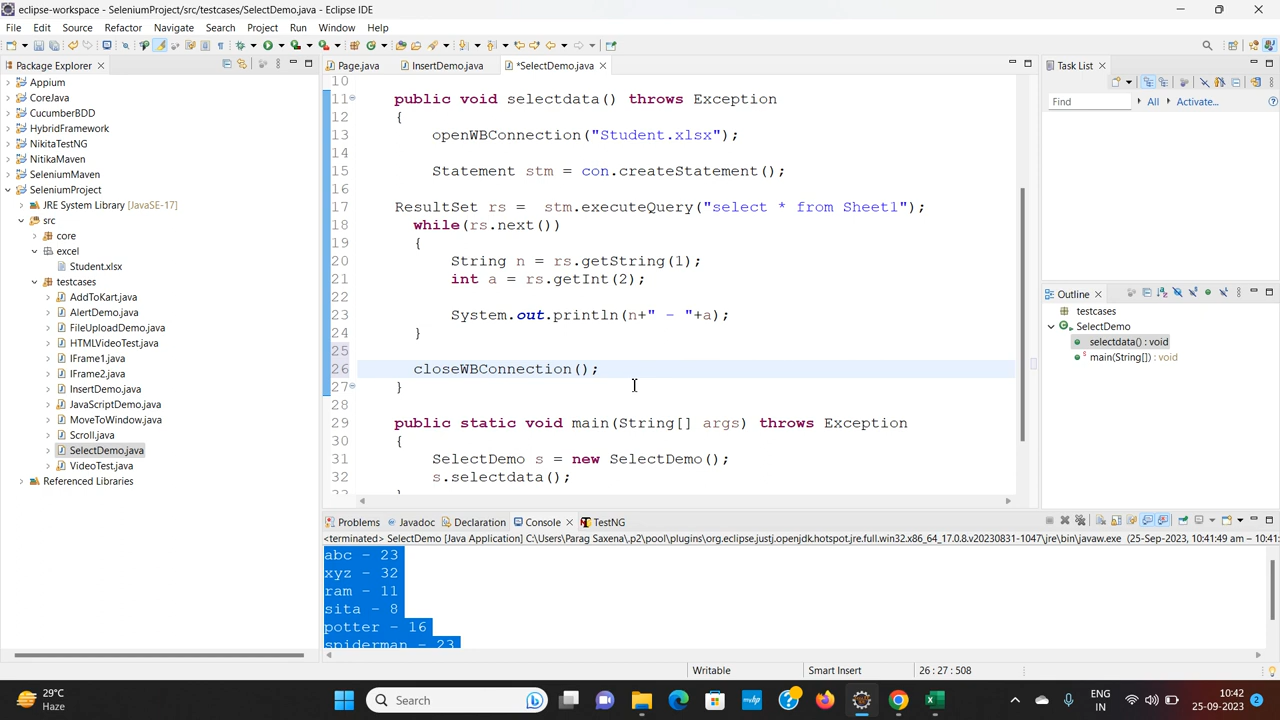 eclipse-workspace - SeleniumProject/src/testcases/SelectDemo.java - Eclipse IDE
File Edit Source Refactor Navigate Search Project Run Window Help
Package Explorer
Page.java InsertDemo.java *SelectDemo.java
Task List
Find All Activate...
Appium
CoreJava
CucumberBDD
HybridFramework
NikitaTestNG
NitikaMaven
SeleniumMaven
SeleniumProject
JRE System Library [JavaSE-17]
src
core
excel
Student.xlsx
testcases
AddToKart.java
AlertDemo.java
FileUploadDemo.java
HTMLVideoTest.java
IFrame1.java
IFrame2.java
InsertDemo.java
JavaScriptDemo.java
MoveToWindow.java
Scroll.java
SelectDemo.java
VideoTest.java
Referenced Libraries
10
11 public void selectdata() throws Exception
12 {
13 openWBConnection("Student.xlsx");
14
15 Statement stm = con.createStatement();
16
17 ResultSet rs = stm.executeQuery("select * from Sheet1");
18 while(rs.next())
19 {
20 String n = rs.getString(1);
21 int a = rs.getInt(2);
22
23 System.out.println(n+" - "+a);
24 }
25
26 closeWBConnection();
27 }
28
29 public static void main(String[] args) throws Exception
30 {
31 SelectDemo s = new SelectDemo();
32 s.selectdata();
33 }
Outline
testcases
SelectDemo
selectdata() : void
main(String[]) : void
Problems Javadoc Declaration Console TestNG
<terminated> SelectDemo [Java Application] C:\Users\Parag Saxena\.p2\pool\plugins\org.eclipse.justj.openjdk.hotspot.jre.full.win32.x86_64_17.0.8.v20230831-1047\jre\bin\javaw.exe (25-Sep-2023, 10:41:49 am – 10:41:
abc - 23
xyz - 32
ram - 11
sita - 8
potter - 16
spiderman - 23
Writable Smart Insert 26 : 27 : 508
29°C
Haze
Search
ENG
IN
10:42
25-09-2023
2